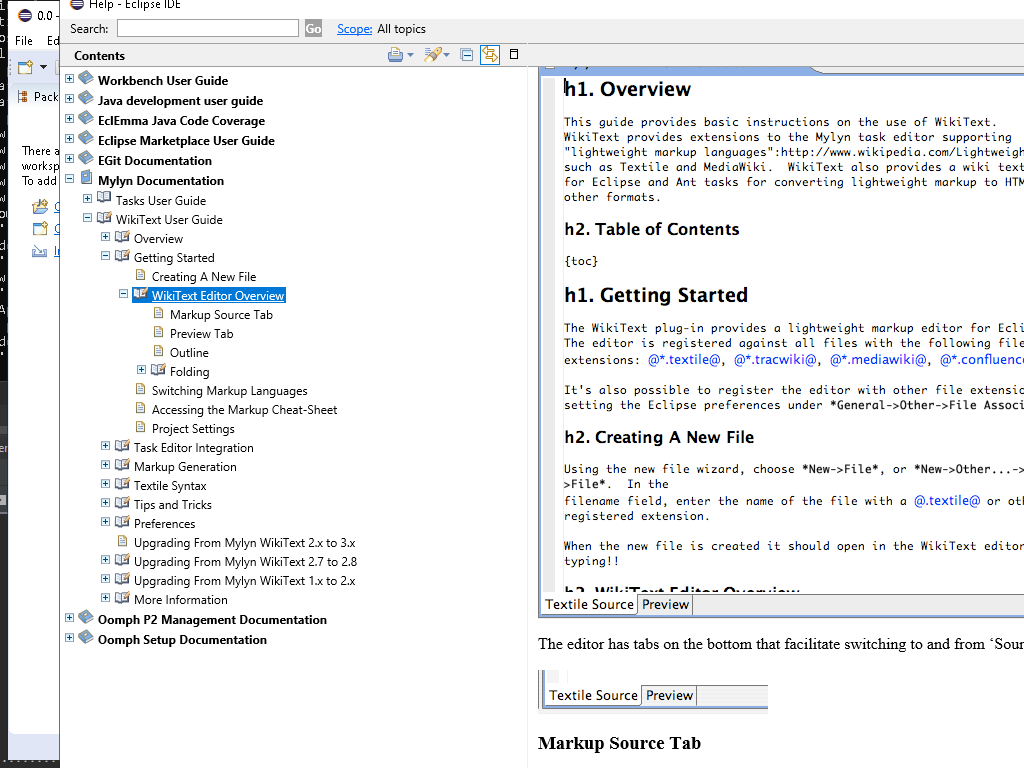 Help - Eclipse IDE
0.0 -
File Ed
Search:
Go
Scope: All topics
Contents
Pack
There a
worksp
To add
Workbench User Guide
Java development user guide
EclEmma Java Code Coverage
Eclipse Marketplace User Guide
EGit Documentation
Mylyn Documentation
Tasks User Guide
WikiText User Guide
Overview
Getting Started
Creating A New File
WikiText Editor Overview
Markup Source Tab
Preview Tab
Outline
Folding
Switching Markup Languages
Accessing the Markup Cheat-Sheet
Project Settings
Task Editor Integration
Markup Generation
Textile Syntax
Tips and Tricks
Preferences
Upgrading From Mylyn WikiText 2.x to 3.x
Upgrading From Mylyn WikiText 2.7 to 2.8
Upgrading From Mylyn WikiText 1.x to 2.x
More Information
Oomph P2 Management Documentation
Oomph Setup Documentation
h1. Overview
This guide provides basic instructions on the use of WikiText.
WikiText provides extensions to the Mylyn task editor supporting
"lightweight markup languages":http://www.wikipedia.com/Lightweigh
such as Textile and MediaWiki. WikiText also provides a wiki text
for Eclipse and Ant tasks for converting lightweight markup to HTM
other formats.
h2. Table of Contents
{toc}
h1. Getting Started
The WikiText plug-in provides a lightweight markup editor for Ecli
The editor is registered against all files with the following file
extensions: @*.textile@, @*.tracwiki@, @*.mediawiki@, @*.confluenc
It's also possible to register the editor with other file extensio
setting the Eclipse preferences under *General->Other->File Associ
h2. Creating A New File
Using the new file wizard, choose *New->File*, or *New->Other...->
>File*. In the
filename field, enter the name of the file with a @.textile@ or oth
registered extension.
When the new file is created it should open in the WikiText editor
typing!!
h2. WikiText Editor Overview
Textile Source Preview
The editor has tabs on the bottom that facilitate switching to and from ‘Sour
Textile Source Preview
Markup Source Tab